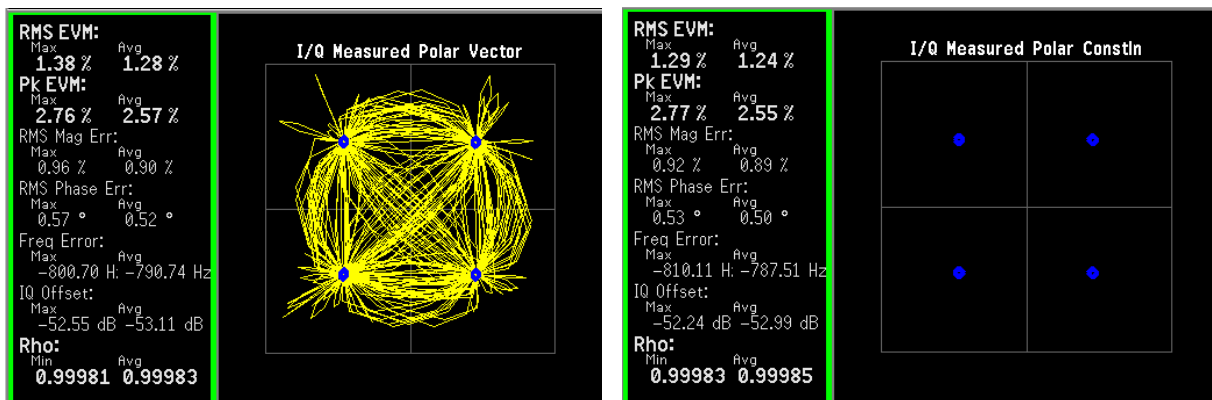 RMS EVM:
Max Avg
1.38 % 1.28 %
Pk EVM:
Max Avg
2.76 % 2.57 %
RMS Mag Err:
Max Avg
0.96 % 0.90 %
RMS Phase Err:
Max Avg
0.57 ° 0.52 °
Freq Error:
Max Avg
-800.70 H: -790.74 Hz
IQ Offset:
Max Avg
-52.55 dB -53.11 dB
Rho:
Min Avg
0.99981 0.99983
I/Q Measured Polar Vector
RMS EVM:
Max Avg
1.29 % 1.24 %
Pk EVM:
Max Avg
2.77 % 2.55 %
RMS Mag Err:
Max Avg
0.92 % 0.89 %
RMS Phase Err:
Max Avg
0.53 ° 0.50 °
Freq Error:
Max Avg
-810.11 H: -787.51 Hz
IQ Offset:
Max Avg
-52.24 dB -52.99 dB
Rho:
Min Avg
0.99983 0.99985
I/Q Measured Polar Constln